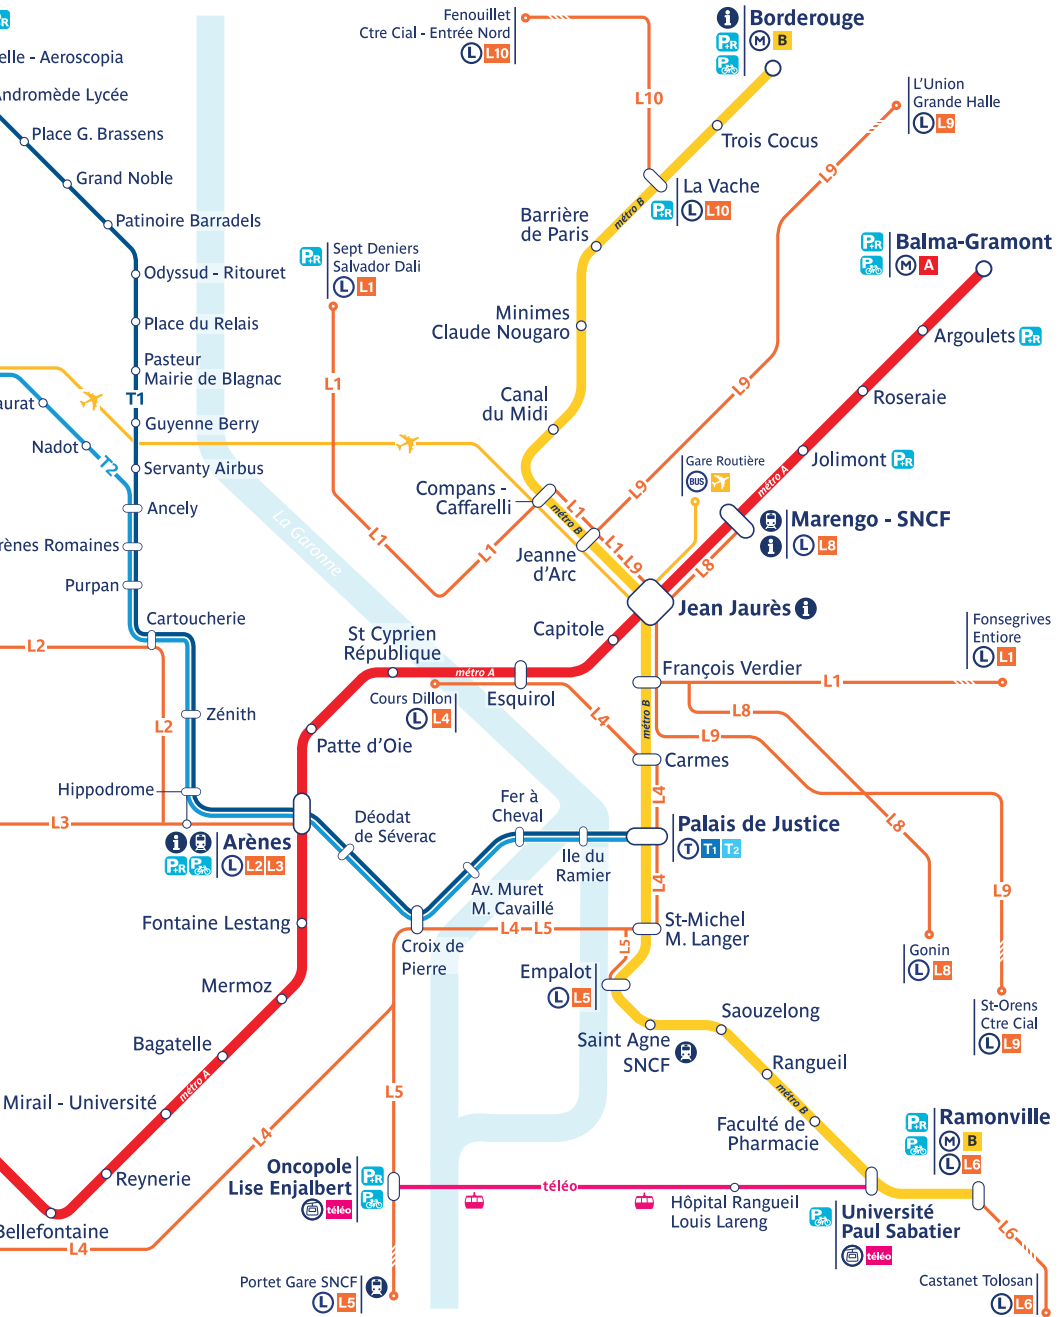 P+R
elle - Aeroscopia
Andromède Lycée
Place G. Brassens
Grand Noble
Patinoire Barradels
Odyssud - Ritouret
Place du Relais
Pasteur
Mairie de Blagnac
T1
Guyenne Berry
Servanty Airbus
Ancely
aurat
Nadot
T2
rènes Romaines
Purpan
Cartoucherie
L2
L2
Zénith
Hippodrome
L3
i
P+R
Arènes
L L2 L3
Fenouillet
Ctre Cial - Entrée Nord
L L10
L10
i
P+R
P
Borderouge
M B
Trois Cocus
L'Union
Grande Halle
L L9
L9
La Vache
P+R
L L10
métro B
Barrière
de Paris
P+R
Balma-Gramont
P
M A
Argoulets P+R
P+R
Sept Deniers
Salvador Dali
L L1
L1
Minimes
Claude Nougaro
L9
Roseraie
Canal
du Midi
Jolimont P+R
métro A
Gare Routière
BUS
Compans -
Caffarelli
L9
L1
métro B
La Garonne
L1
L1
L1
L9
Jeanne
d'Arc
Marengo - SNCF
i
L L8
L8
Jean Jaurès i
Capitole
Fonsegrives
Entiore
L L1
St Cyprien
République
métro A
François Verdier
L1
Cours Dillon
L L4
Esquirol
L4
métro B
L8
L9
Patte d'Oie
Carmes
L4
Déodat
de Séverac
Fer à
Cheval
Palais de Justice
T T1 T2
L8
Ile du
Ramier
Av. Muret
M. Cavaillé
L4
L9
Fontaine Lestang
L4 L5
St-Michel
M. Langer
Croix de
Pierre
L5
Gonin
L L8
Empalot
L L5
Mermoz
St-Orens
Ctre Cial
L L9
Saouzelong
Saint Agne
SNCF
Bagatelle
Rangueil
métro A
L5
métro B
Mirail - Université
Faculté de
Pharmacie
P+R
P
Ramonville
M B
L L6
L4
Reynerie
Oncopole
Lise Enjalbert
téléo
P+R
P
téléo
Hôpital Rangueil
Louis Lareng
P
Université
Paul Sabatier
téléo
Bellefontaine
L4
L6
Portet Gare SNCF
L L5
Castanet Tolosan
L L6